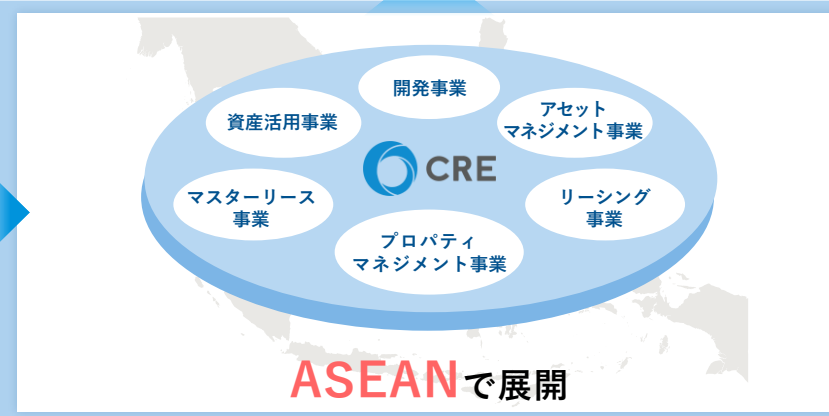 開発事業
資産活用事業
アセット
マネジメント事業
CRE
マスターリース
事業
リーシング
事業
プロパティ
マネジメント事業
ASEANで展開